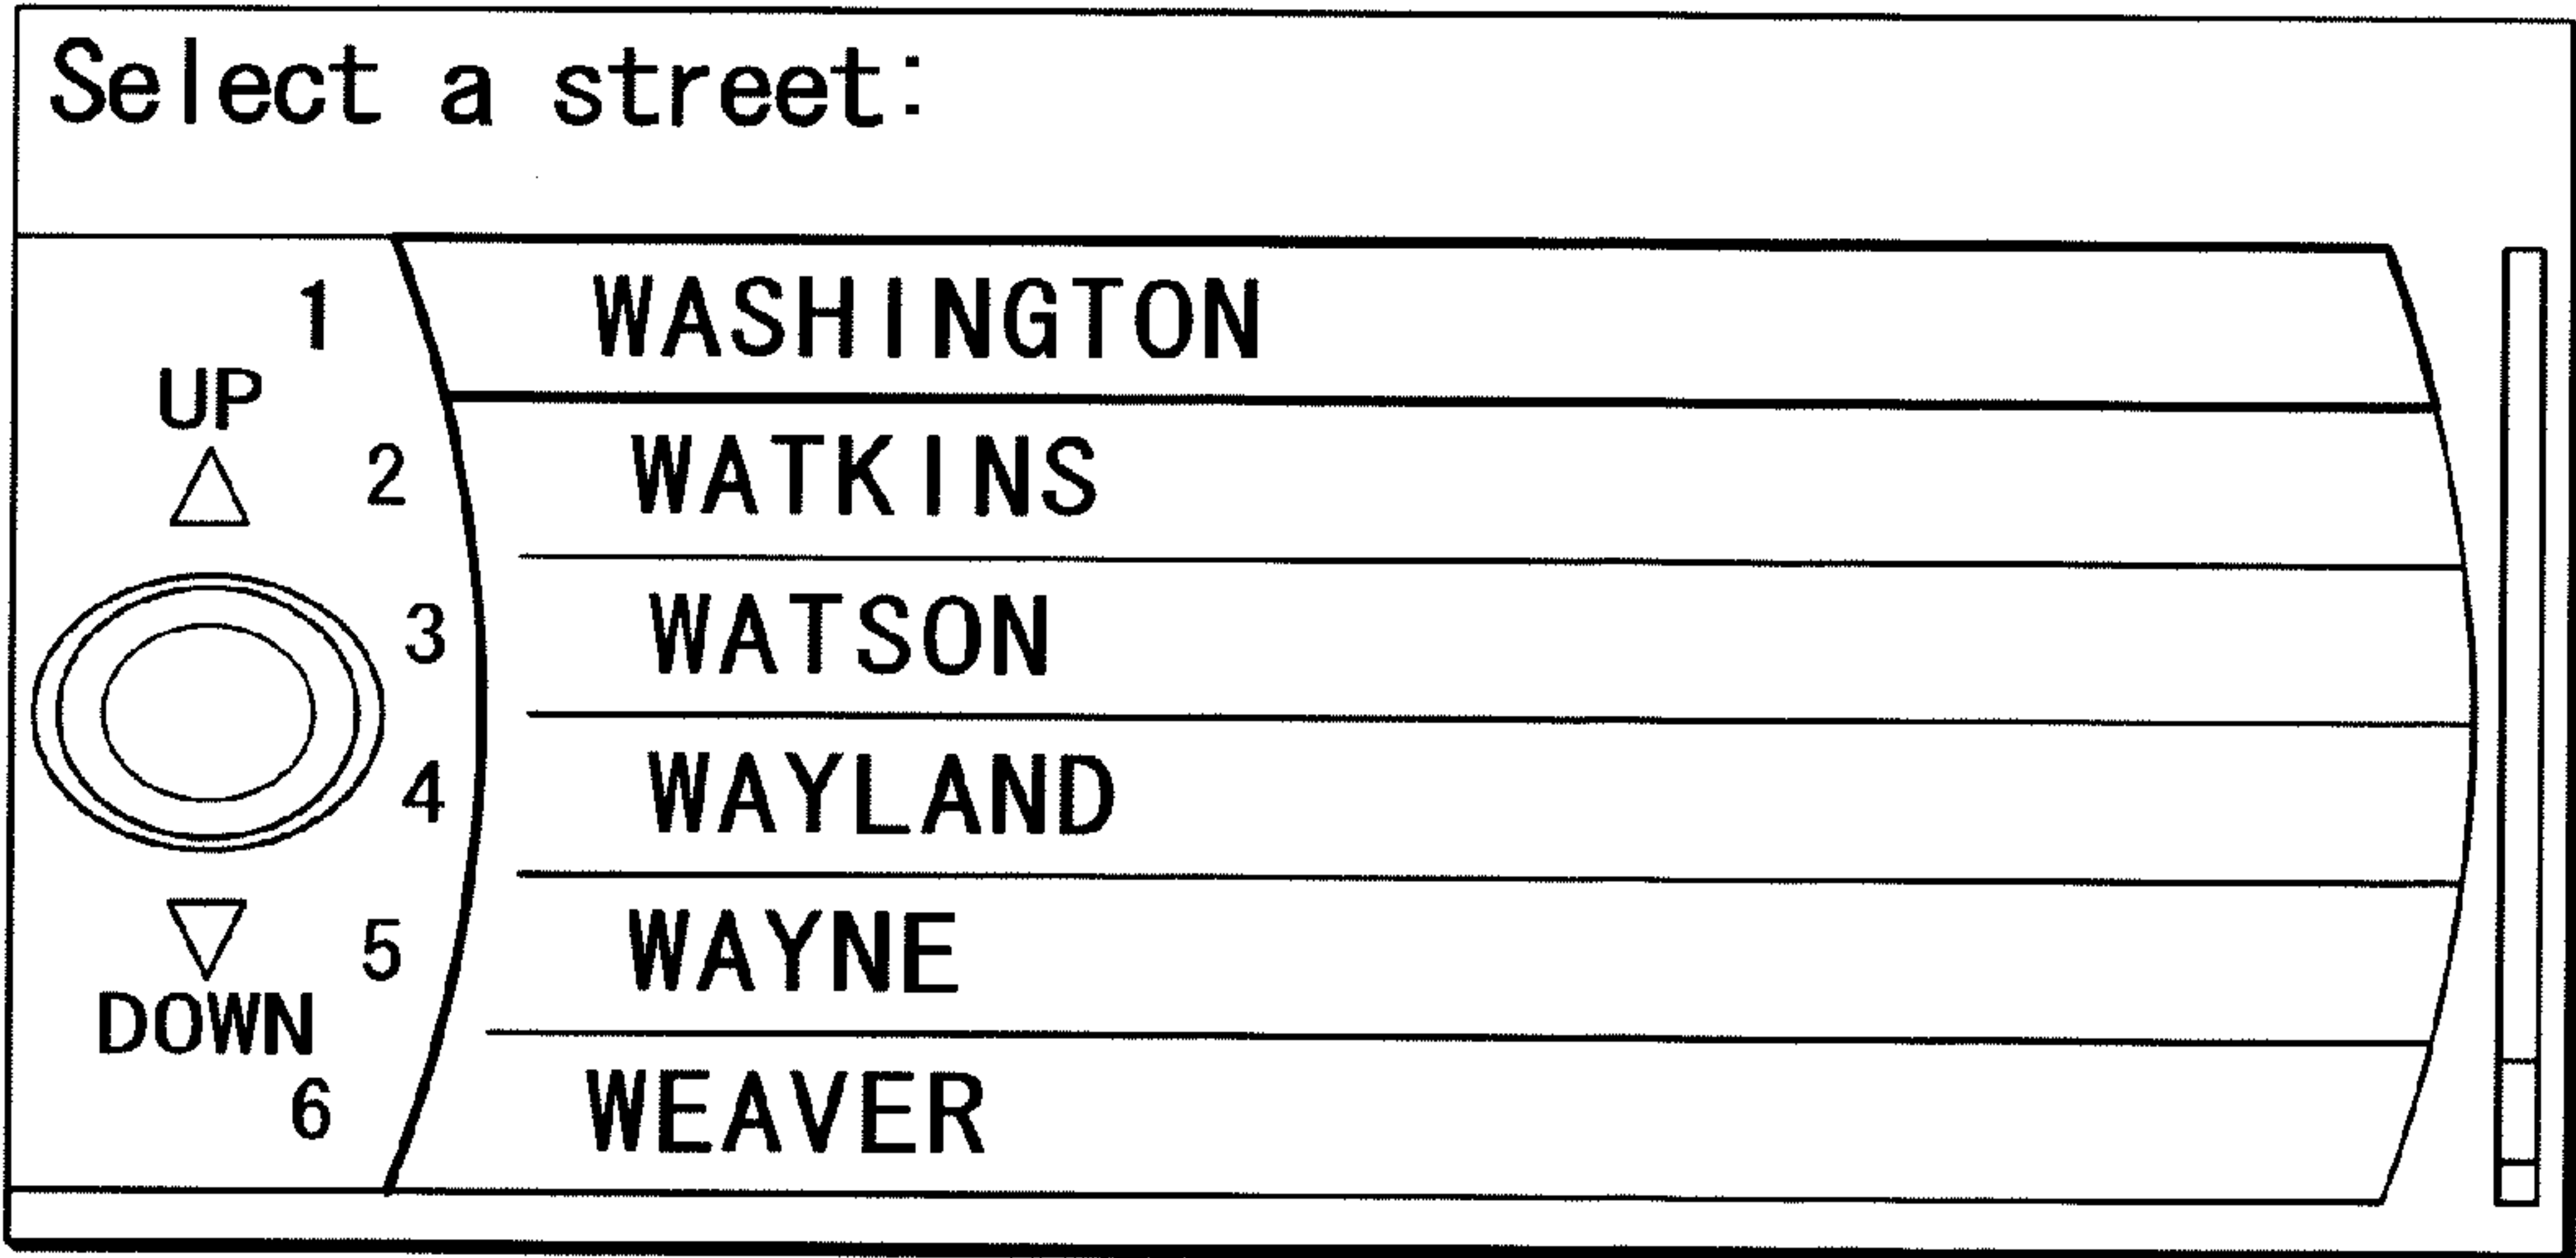 Select a street:
1 WASHINGTON
UP
2 WATKINS
3 WATSON
4 WAYLAND
5 WAYNE
DOWN
6 WEAVER